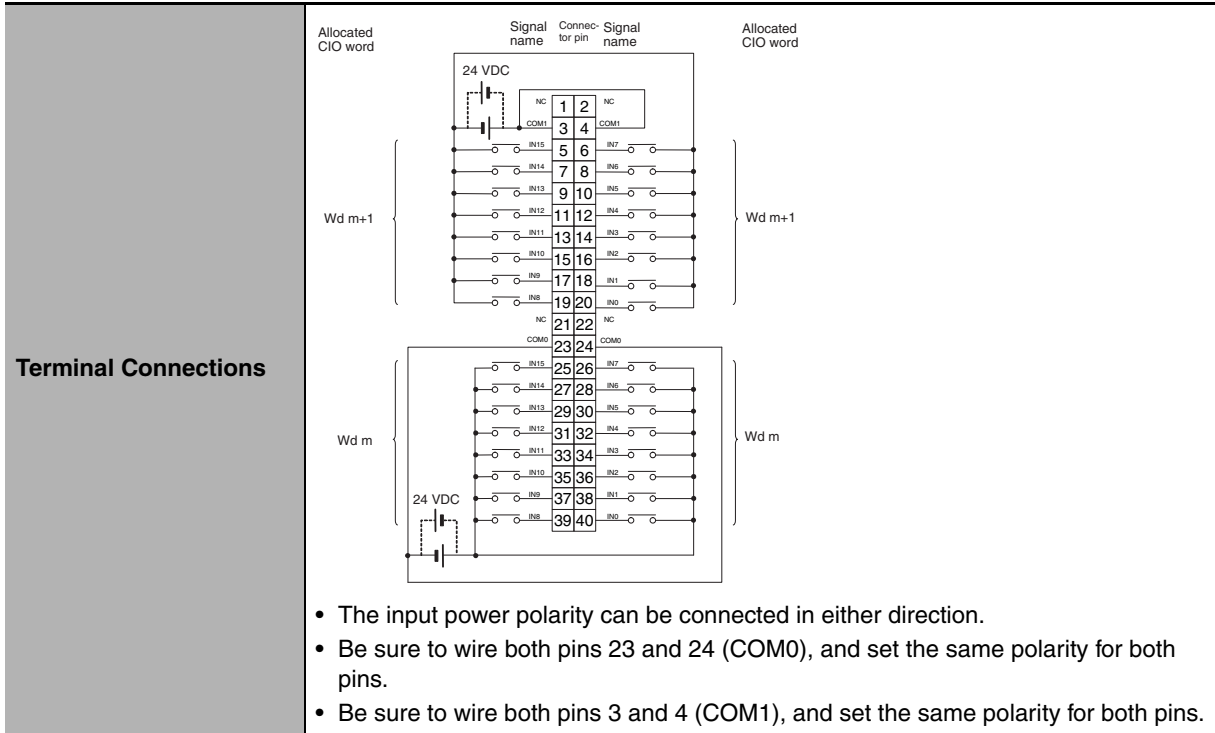 Terminal Connections
Allocated CIO word
Signal name
Connec-tor pin
Signal name
Allocated CIO word
24 VDC
NC 1 2 NC
COM1 3 4 COM1
IN15 5 6 IN7
IN14 7 8 IN6
IN13 9 10 IN5
Wd m+1 IN12 11 12 IN4 Wd m+1
IN11 13 14 IN3
IN10 15 16 IN2
IN9 17 18 IN1
IN8 19 20 IN0
NC 21 22 NC
COM0 23 24 COM0
IN15 25 26 IN7
IN14 27 28 IN6
IN13 29 30 IN5
Wd m IN12 31 32 IN4 Wd m
IN11 33 34 IN3
IN10 35 36 IN2
24 VDC IN9 37 38 IN1
IN8 39 40 IN0
• The input power polarity can be connected in either direction.
• Be sure to wire both pins 23 and 24 (COM0), and set the same polarity for both
pins.
• Be sure to wire both pins 3 and 4 (COM1), and set the same polarity for both pins.